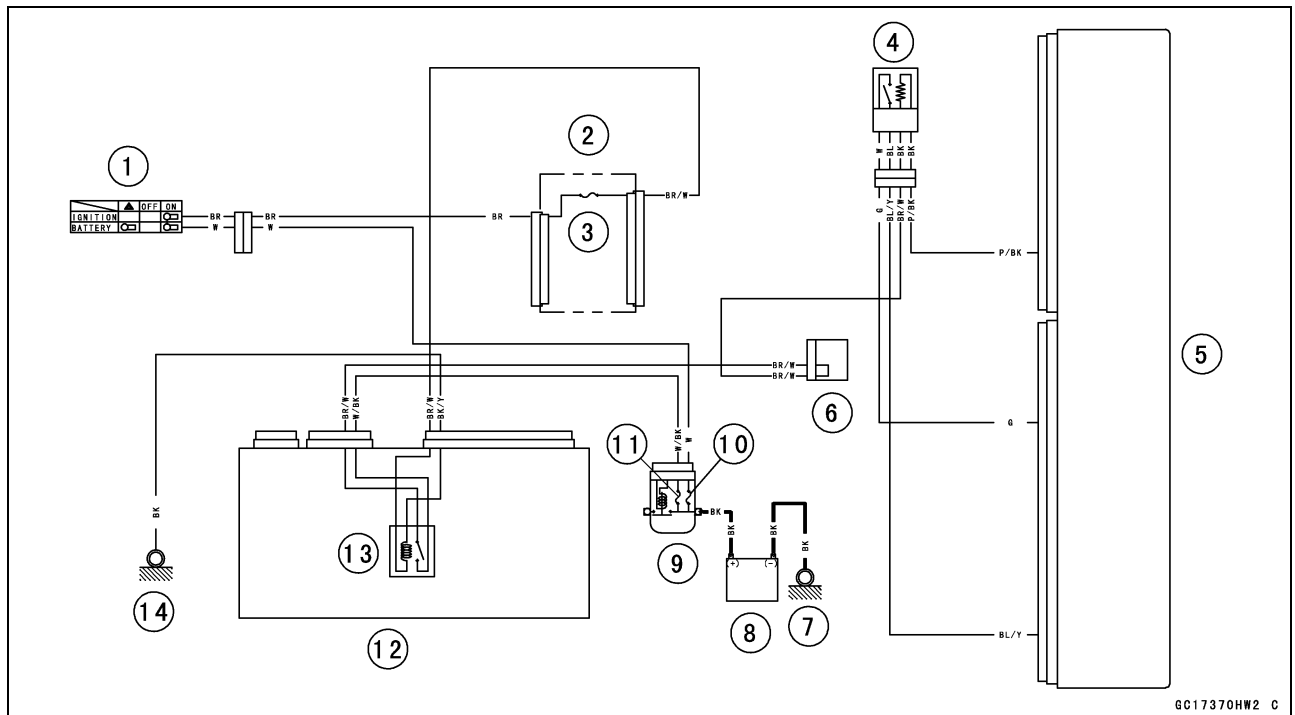 1
▲ OFF ON
IGNITION
BATTERY
BR
W
BR
W
BR
2
3
BR/W
4
W
BL
BK
BK
G
BL/Y
BR/W
P/BK
P/BK
5
G
BL/Y
BR/W
BR/W
6
BR/W
W/BK
BR/W
BK/Y
W/BK
W
11
10
BK
BK
BK
BK
(+)
(-)
9
8
7
BK
14
13
12
GC17370HW2 C